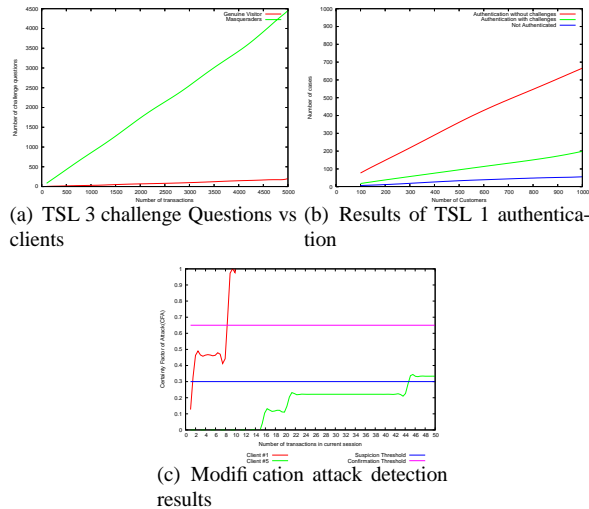 4500
4000
3500
3000
2500
2000
1500
1000
500
0
Number of challenge questions
Genuine Visitor
Masqueraders
0 500 1000 1500 2000 2500 3000 3500 4000 4500 5000
Number of transactions
1000
900
800
700
600
500
400
300
200
100
0
Number of cases
Authentication without challenges
Authentication with challenges
Not Authenticated
0 100 200 300 400 500 600 700 800 900 1000
Number of Customers
(a) TSL 3 challenge Questions vs clients
(b) Results of TSL 1 authentica-
tion
1
0.9
0.8
0.7
0.6
0.5
0.4
0.3
0.2
0.1
0
Certainty Factor of Attack(CFA)
0 2 4 6 8 10 12 14 16 18 20 22 24 26 28 30 32 34 36 38 40 42 44 46 48 50
Number of transactions in current session
Client #1
Client #5
Suspicion Threshold
Confirmation Threshold
(c) Modification attack detection
results